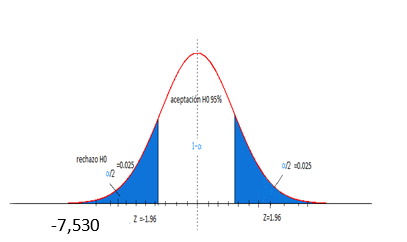 aceptación H0 95%
1-α
rechazo H0
α/2 =0.025
α/2 =0.025
-7,530
Z =-1.96
Z=1.96